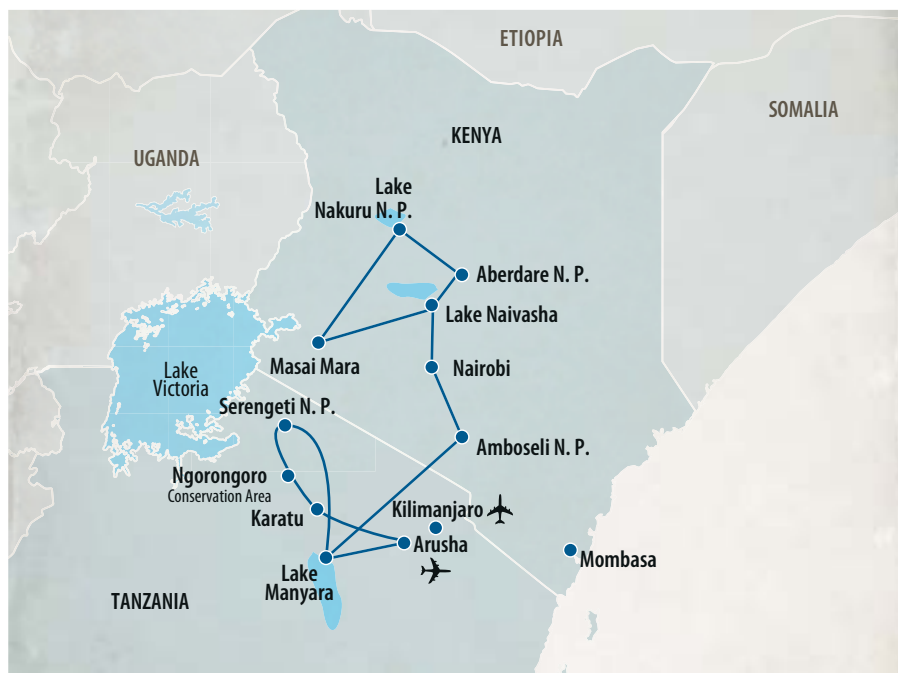 ETIOPIA
SOMALIA
KENYA
UGANDA
Lake
Nakuru N. P.
Aberdare N. P.
Lake Naivasha
Masai Mara
Nairobi
Lake
Victoria
Serengeti N. P.
Amboseli N. P.
Ngorongoro
Conservation Area
Karatu
Kilimanjaro
Arusha
Mombasa
Lake
Manyara
TANZANIA